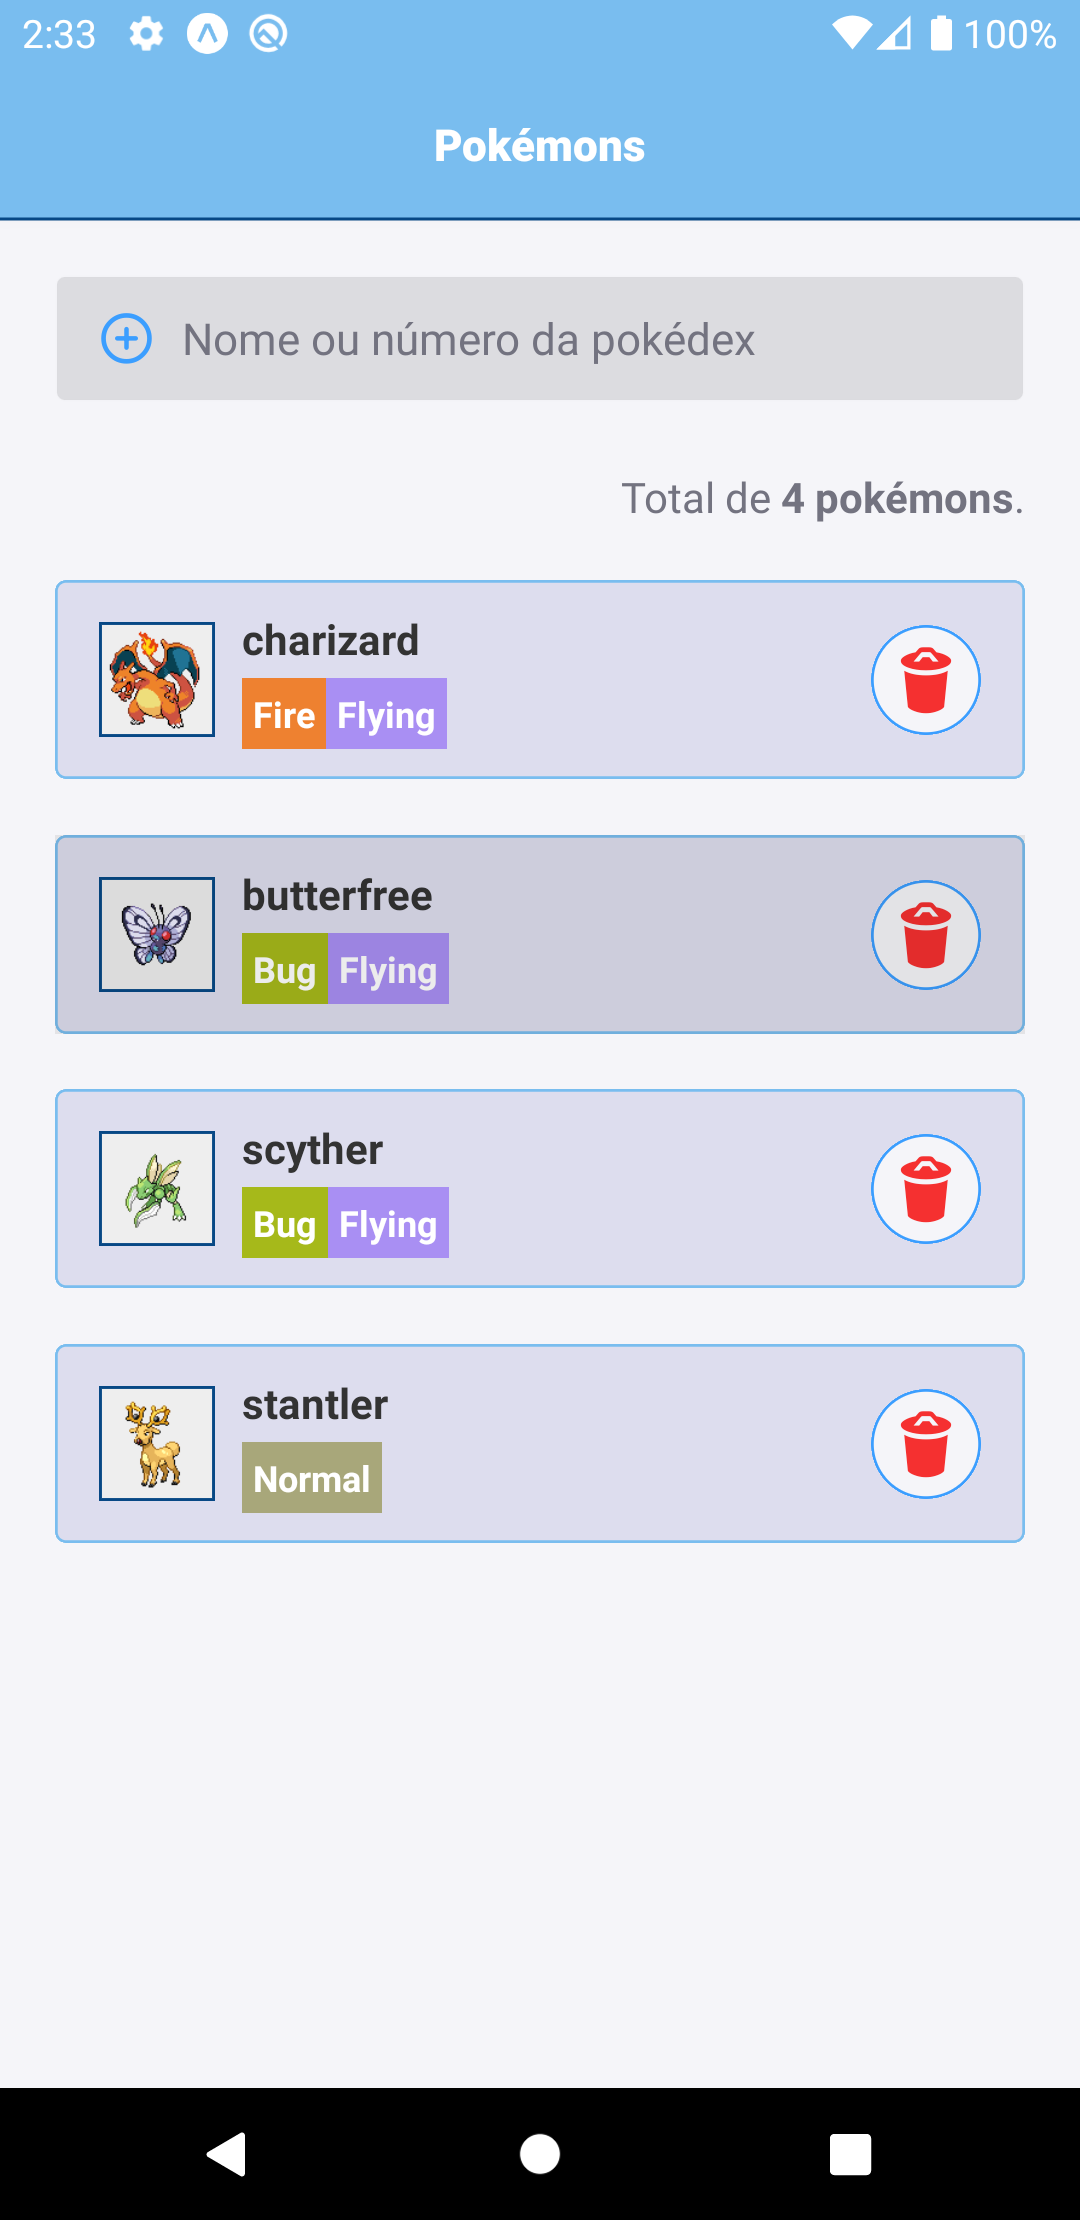 2:33 100%
Pokémons
Nome ou número da pokédex
Total de 4 pokémons.
charizard
Fire Flying
butterfree
Bug Flying
scyther
Bug Flying
stantler
Normal